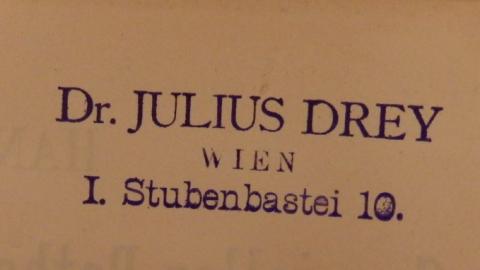 Dr. JULIUS DREY
WIEN
I. Stubenbastei 10.